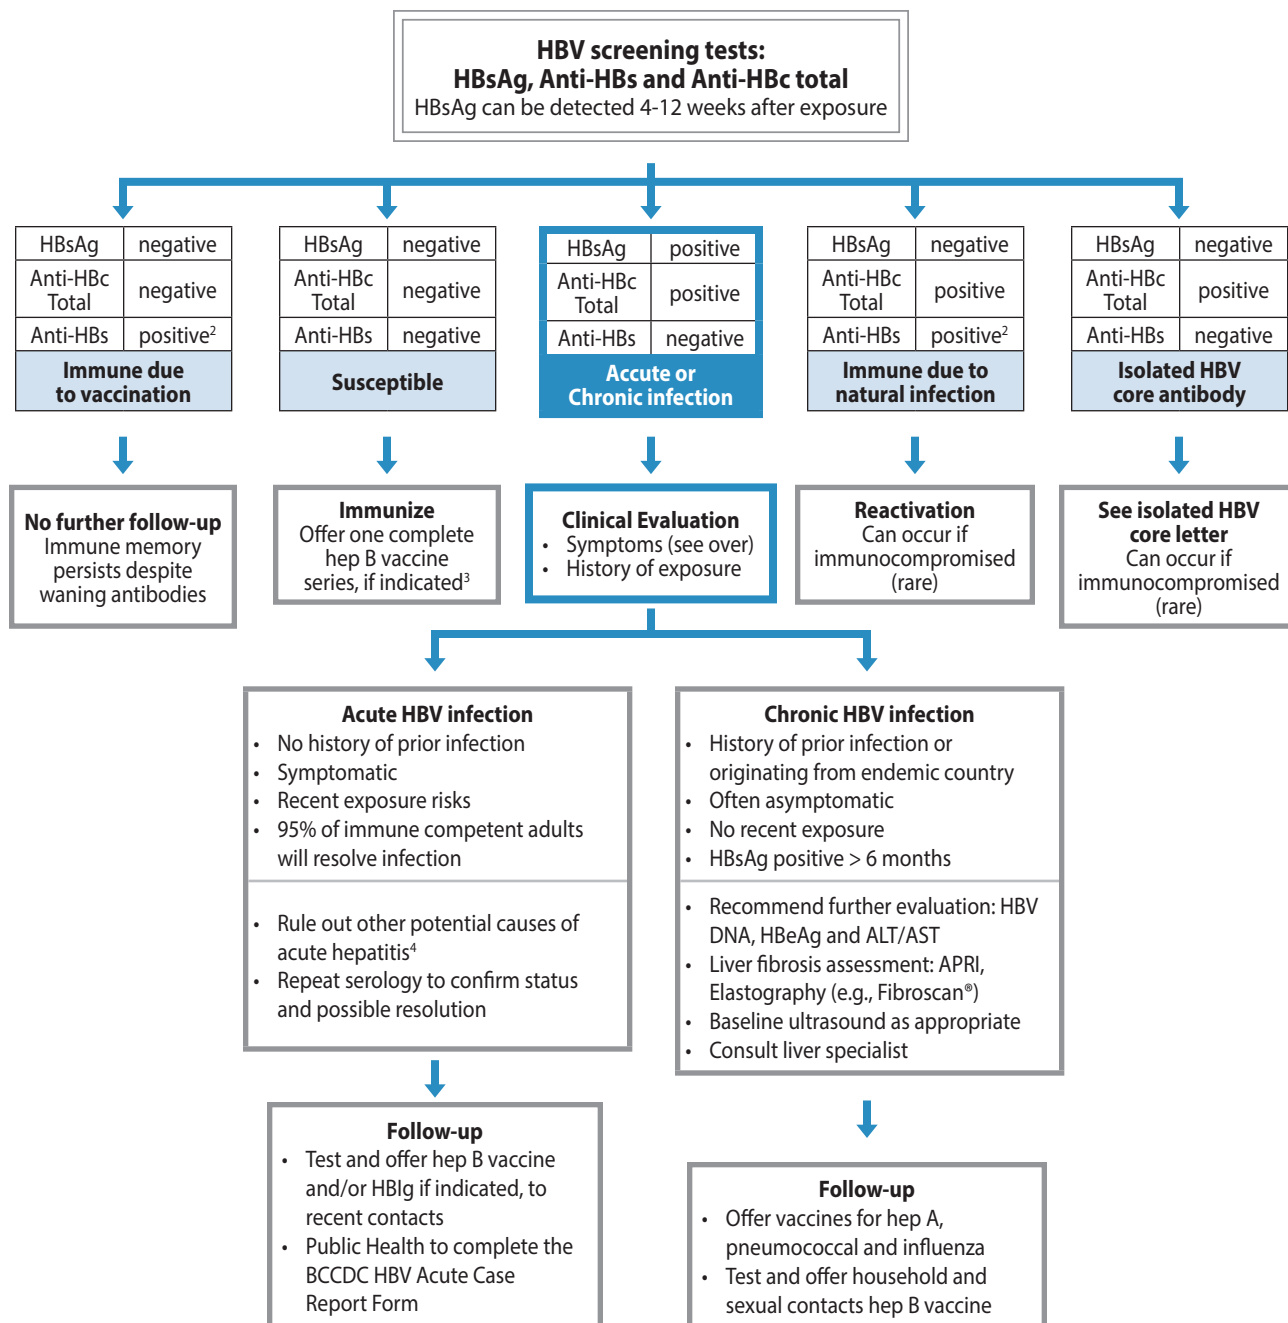 HBV screening tests:
HBsAg, Anti-HBs and Anti-HBc total
HBsAg can be detected 4-12 weeks after exposure
HBsAg negative
Anti-HBc
Total negative
Anti-HBs positive²
Immune due
to vaccination
HBsAg negative
Anti-HBc
Total negative
Anti-HBs negative
Susceptible
HBsAg positive
Anti-HBc
Total positive
Anti-HBs negative
Accute or
Chronic infection
HBsAg negative
Anti-HBc
Total positive
Anti-HBs positive²
Immune due to
natural infection
HBsAg negative
Anti-HBc
Total positive
Anti-HBs negative
Isolated HBV
core antibody
No further follow-up
Immune memory
persists despite
waning antibodies
Immunize
Offer one complete
hep B vaccine
series, if indicated³
Clinical Evaluation
• Symptoms (see over)
• History of exposure
Reactivation
Can occur if
immunocompromised
(rare)
See isolated HBV
core letter
Can occur if
immunocompromised
(rare)
Acute HBV infection
• No history of prior infection
• Symptomatic
• Recent exposure risks
• 95% of immune competent adults
will resolve infection
• Rule out other potential causes of
acute hepatitis⁴
• Repeat serology to confirm status
and possible resolution
Chronic HBV infection
• History of prior infection or
originating from endemic country
• Often asymptomatic
• No recent exposure
• HBsAg positive > 6 months
• Recommend further evaluation: HBV
DNA, HBeAg and ALT/AST
• Liver fibrosis assessment: APRI,
Elastography (e.g., Fibroscan®)
• Baseline ultrasound as appropriate
• Consult liver specialist
Follow-up
• Test and offer hep B vaccine
and/or HBIg if indicated, to
recent contacts
• Public Health to complete the
BCCDC HBV Acute Case
Report Form
Follow-up
• Offer vaccines for hep A,
pneumococcal and influenza
• Test and offer household and
sexual contacts hep B vaccine